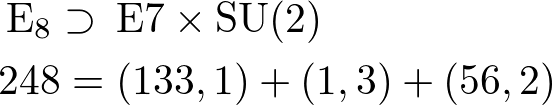 E₈ ⊃ E7 × SU(2)
248 = (133, 1) + (1, 3) + (56, 2)